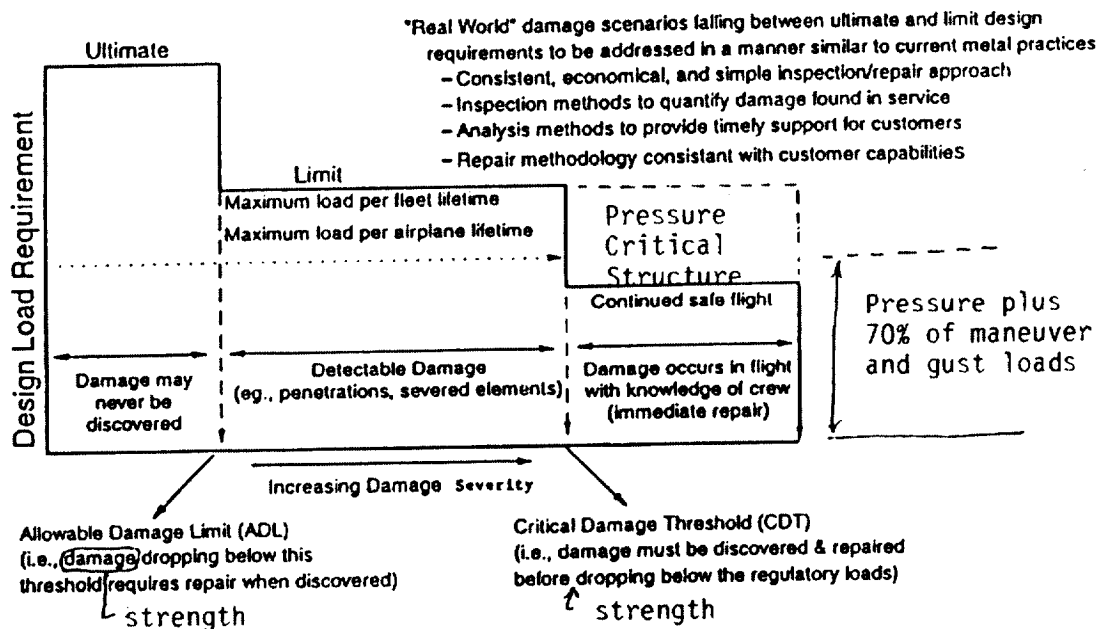 "Real World" damage scenarios falling between ultimate and limit design
requirements to be addressed in a manner similar to current metal practices
– Consistent, economical, and simple inspection/repair approach
– Inspection methods to quantify damage found in service
– Analysis methods to provide timely support for customers
– Repair methodology consistant with customer capabilities
Ultimate
Design Load Requirement
Limit
Maximum load per fleet lifetime
Maximum load per airplane lifetime
Pressure
Critical
Structure
Continued safe flight
Pressure plus
70% of maneuver
and gust loads
Damage may
never be
discovered
Detectable Damage
(eg., penetrations, severed elements)
Damage occurs in flight
with knowledge of crew
(immediate repair)
Increasing Damage Severity
Allowable Damage Limit (ADL)
(i.e., damage dropping below this
threshold requires repair when discovered)
strength
Critical Damage Threshold (CDT)
(i.e., damage must be discovered & repaired
before dropping below the regulatory loads)
strength